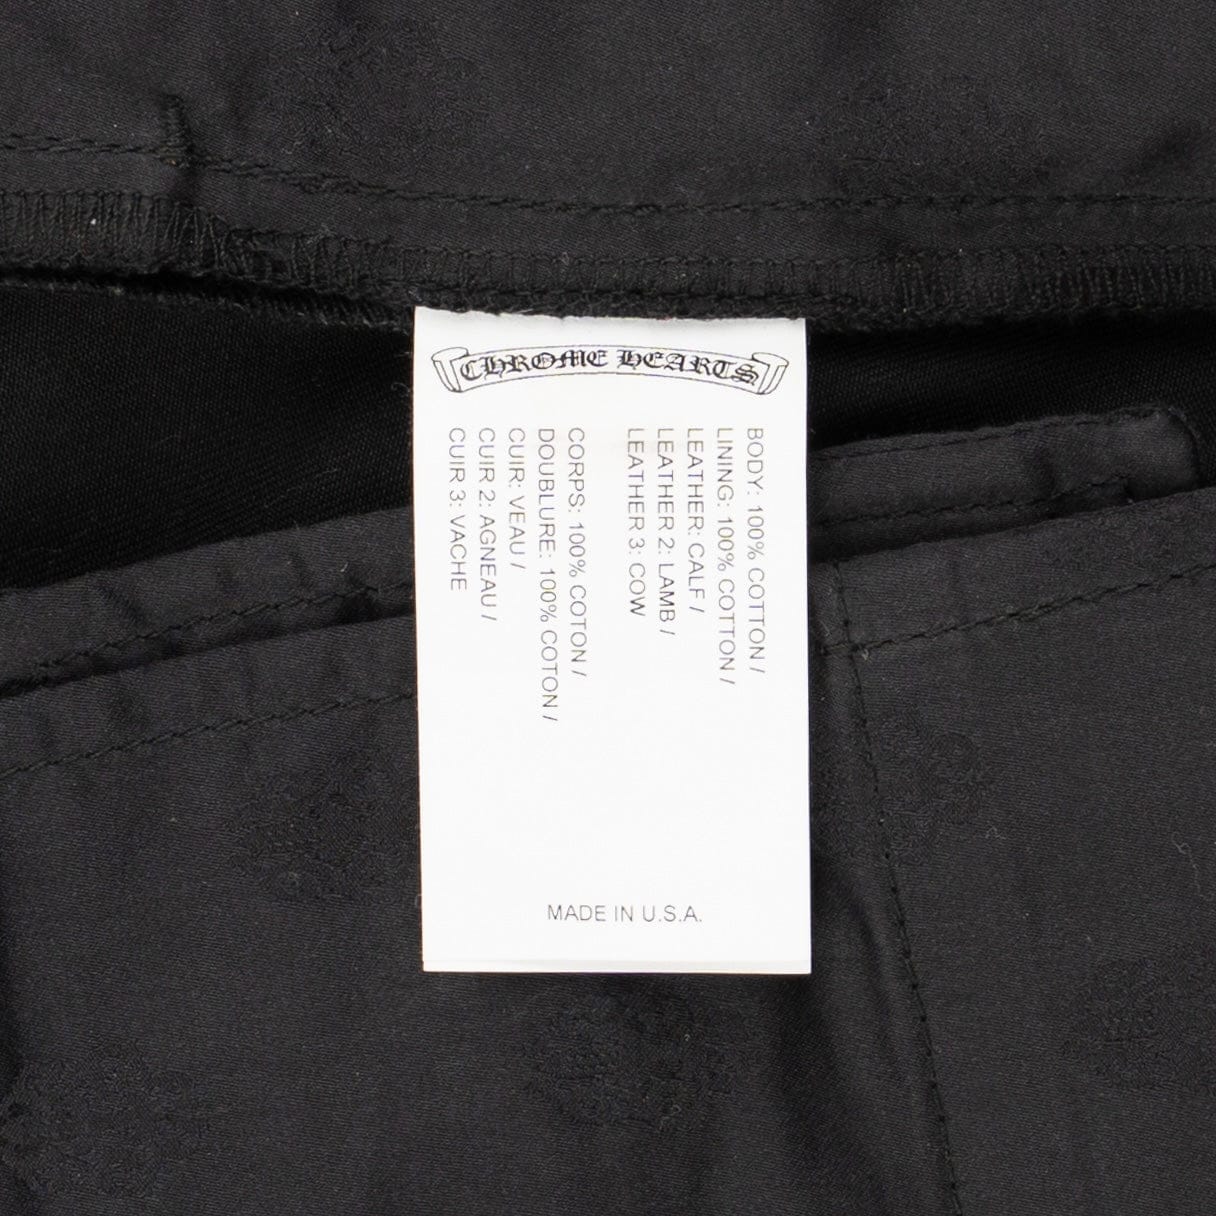 CHROME HEARTS
BODY: 100% COTTON /
LINING: 100% COTTON /
LEATHER: CALF /
LEATHER 2: LAMB /
LEATHER 3: COW
CORPS: 100% COTON /
DOUBLURE: 100% COTON /
CUIR: VEAU /
CUIR 2: AGNEAU /
CUIR 3: VACHE
MADE IN U.S.A.